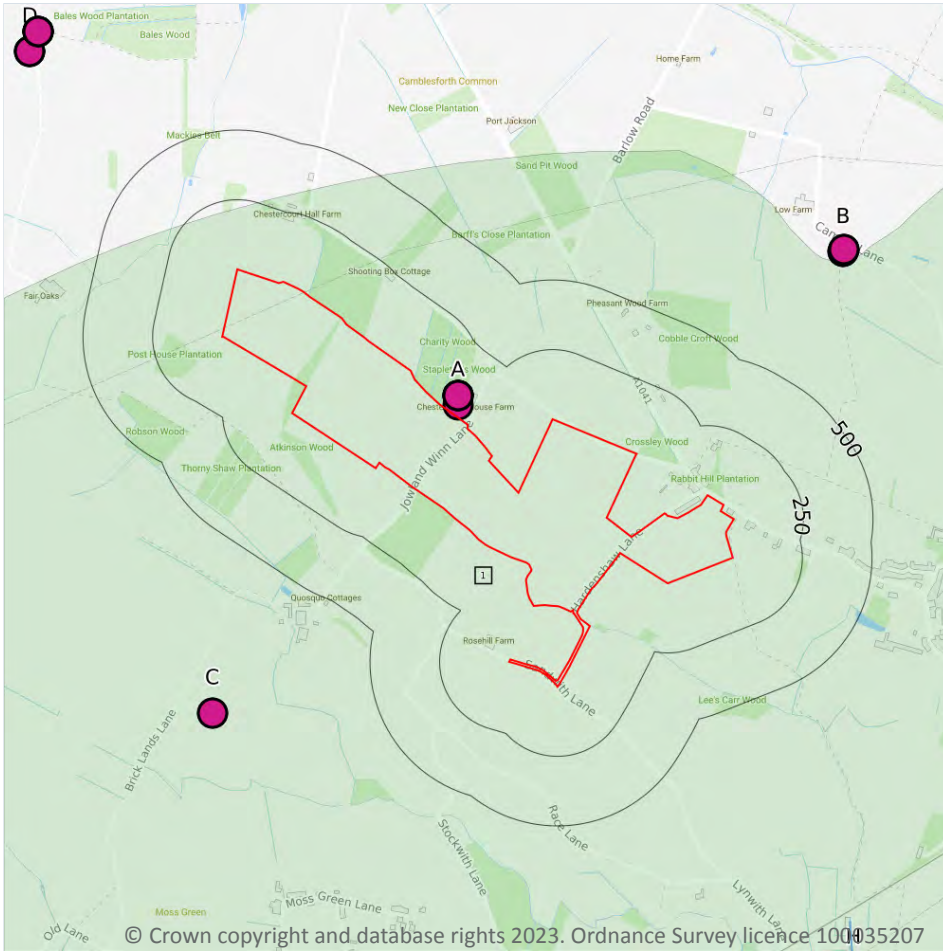 D
Bales Wood Plantation
Bales Wood
Home Farm
Camblesforth Common
New Close Plantation
Port Jackson
Barlow Road
Mackies Belt
Sand Pit Wood
Low Farm
Chestercourt Hall Farm
B
Barff's Close Plantation
Shooting Box Cottage
Fair Oaks
Pheasant Wood Farm
Charity Wood
Cobble Croft Wood
Post House Plantation
A
A1041
500
Robson Wood
Jowland Winn Lane
Crossley Wood
Atkinson Wood
Thorny Shaw Plantation
Rabbit Hill Plantation
250
Hardenshaw Lane
1
Quosquo Cottages
Rosehill Farm
C
Lee's Carr Wood
Brick Lands Lane
Race Lane
Stockwith Lane
Moss Green Lane
Lynwith Lane
Moss Green
Old Lane
© Crown copyright and database rights 2023. Ordnance Survey licence 100035207